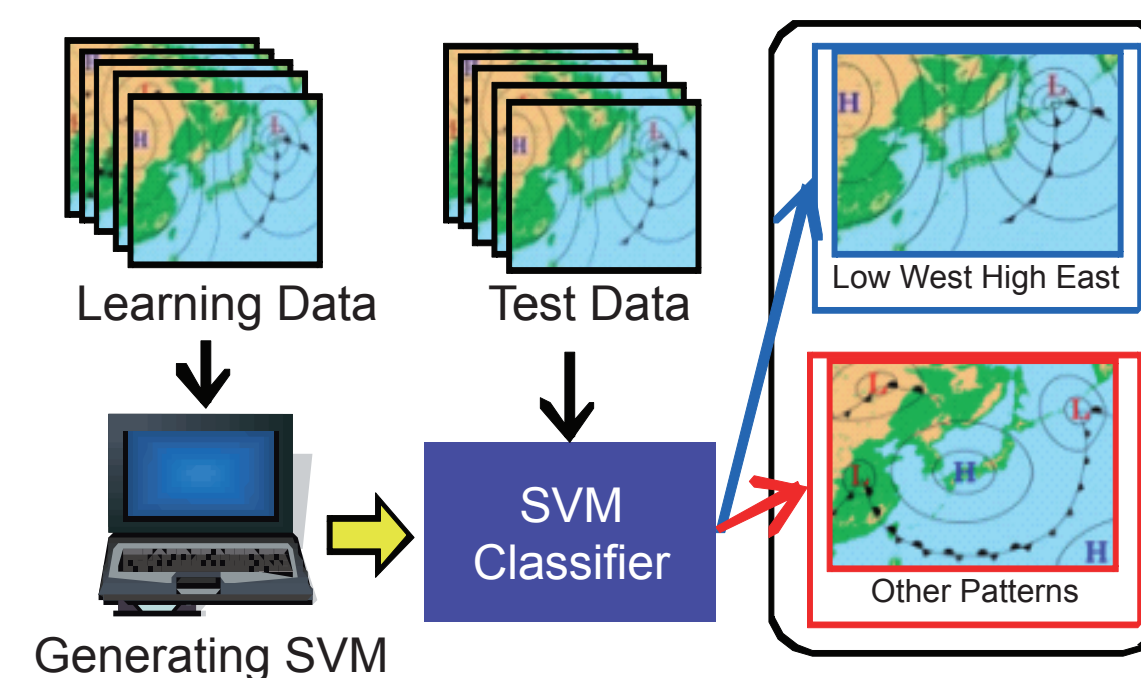 Learning Data
Test Data
Generating SVM
SVM
Classifier
H
L
H
L
H
L
Low West High East
L
L
L
H
H
Other Patterns